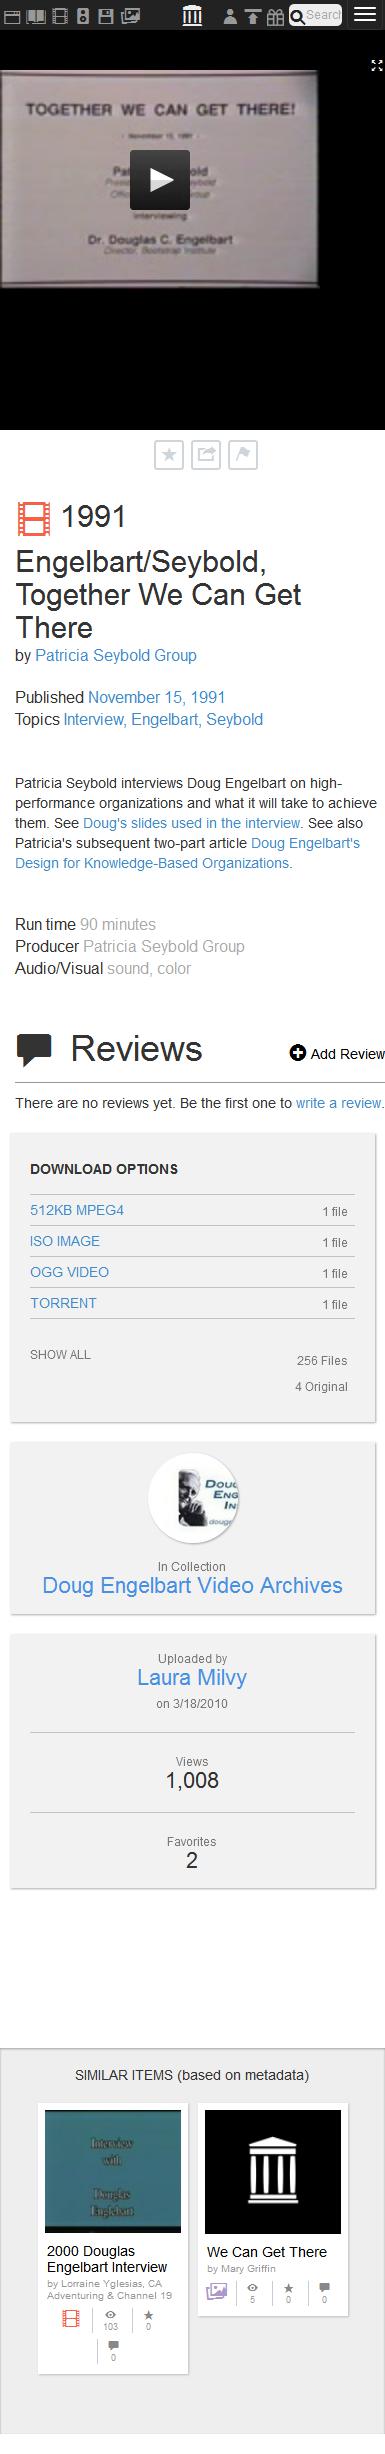 Search
TOGETHER WE CAN GET THERE!
- November 15, 1991 -
Interviewing
Dr. Douglas C. Engelbart
Director, Bootstrap Institute
1991
Engelbart/Seybold,
Together We Can Get
There
by Patricia Seybold Group
Published November 15, 1991
Topics Interview, Engelbart, Seybold
Patricia Seybold interviews Doug Engelbart on high-
performance organizations and what it will take to achieve
them. See Doug's slides used in the interview. See also
Patricia's subsequent two-part article Doug Engelbart's
Design for Knowledge-Based Organizations.
Run time 90 minutes
Producer Patricia Seybold Group
Audio/Visual sound, color
Reviews
Add Review
There are no reviews yet. Be the first one to write a review.
DOWNLOAD OPTIONS
512KB MPEG4 1 file
ISO IMAGE 1 file
OGG VIDEO 1 file
TORRENT 1 file
SHOW ALL 256 Files
4 Original
DOUG
ENG
IN
doug
In Collection
Doug Engelbart Video Archives
Uploaded by
Laura Milvy
on 3/18/2010
Views
1,008
Favorites
2
SIMILAR ITEMS (based on metadata)
Interview
with
Douglas
Englebart
2000 Douglas
Engelbart Interview
by Lorraine Yglesias, CA
Adventuring & Channel 19
103 0
0
We Can Get There
by Mary Griffin
5 0 0